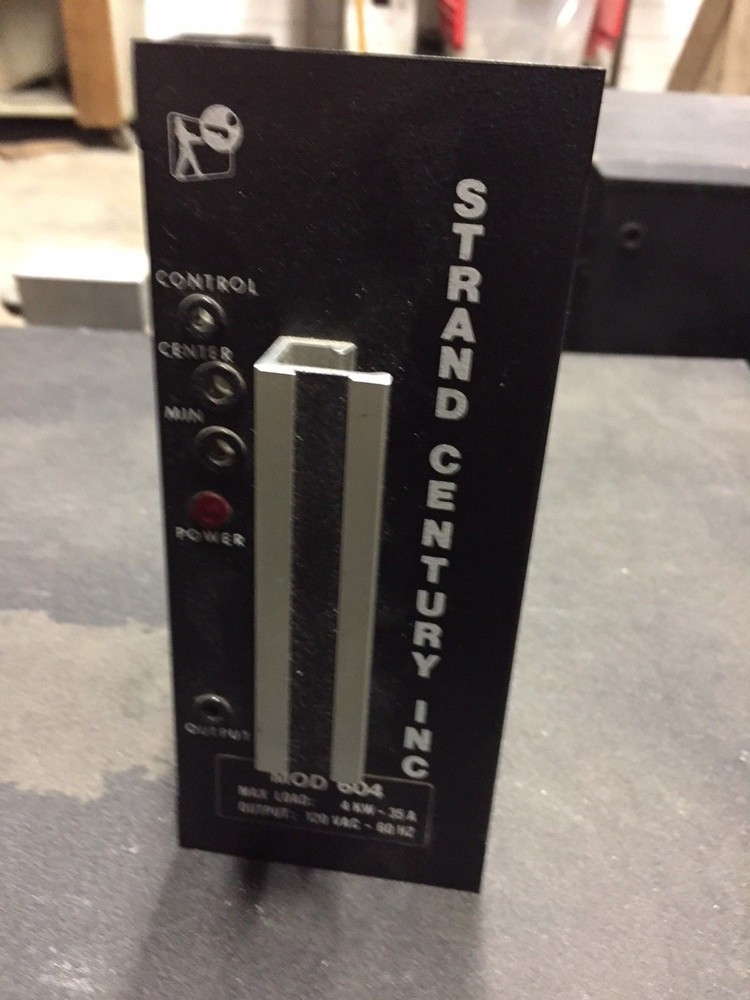 STRAND CENTURY INC
CONTROL
CENTER
MIN
POWER
OUTPUT
MOD 604
MAX LOAD: 4 KW - 35 A
OUTPUT: 120 VAC - 60 HZ